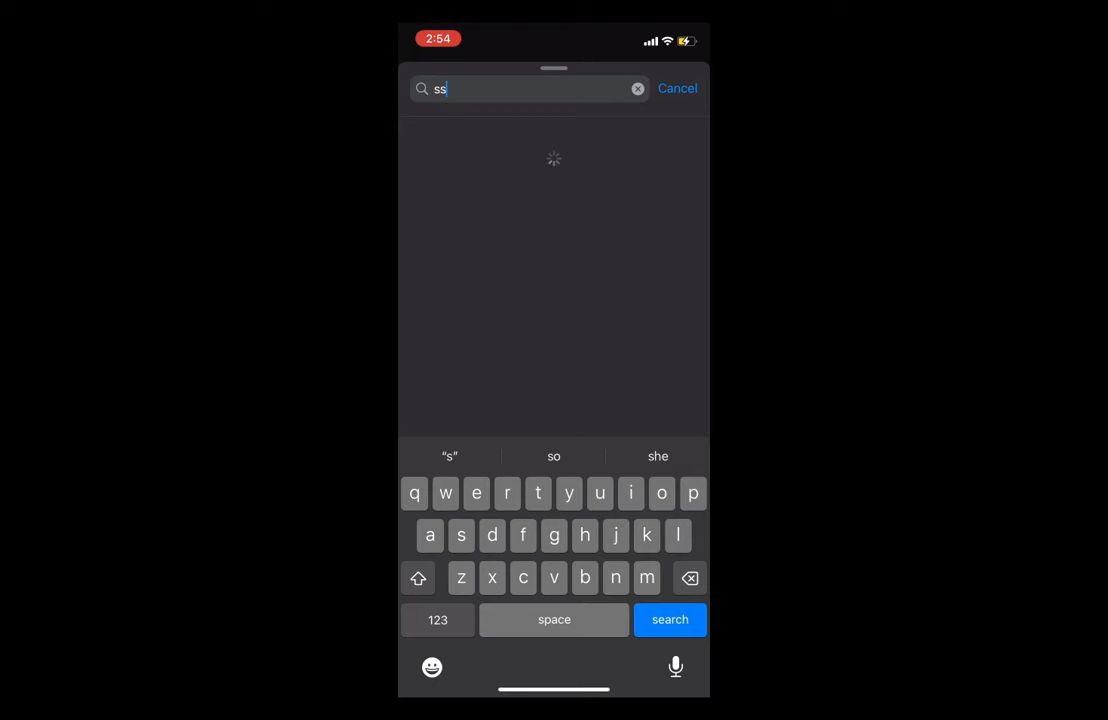 2:54
ss
Cancel
“s” so she
q w e r t y u i o p
a s d f g h j k l
z x c v b n m
123 space search